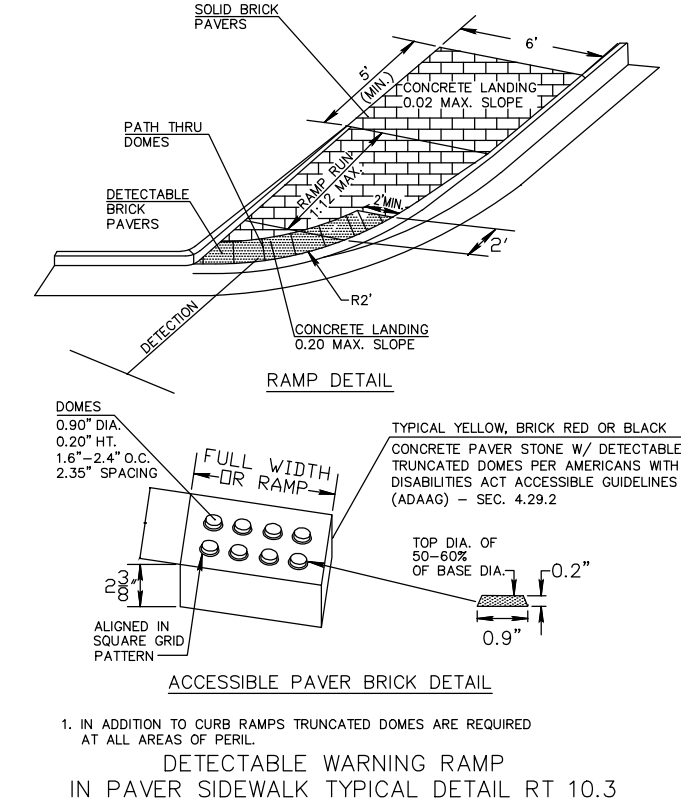 SOLID BRICK
PAVERS
6'
5'
(MIN.)
CONCRETE LANDING
0.02 MAX. SLOPE
PATH THRU
DOMES
RAMP RUN
1:12 MAX.
DETECTABLE
BRICK
PAVERS
2'MIN.
2'
R2'
DETECTION
CONCRETE LANDING
0.20 MAX. SLOPE
RAMP DETAIL
DOMES
0.90" DIA.
0.20" HT.
1.6"–2.4" O.C.
2.35" SPACING
FULL WIDTH
OR RAMP
TYPICAL YELLOW, BRICK RED OR BLACK
CONCRETE PAVER STONE W/ DETECTABLE
TRUNCATED DOMES PER AMERICANS WITH
DISABILITIES ACT ACCESSIBLE GUIDELINES
(ADAAG) – SEC. 4.29.2
TOP DIA. OF
50–60%
OF BASE DIA.
0.2"
0.9"
2 3/8"
ALIGNED IN
SQUARE GRID
PATTERN
ACCESSIBLE PAVER BRICK DETAIL
1. IN ADDITION TO CURB RAMPS TRUNCATED DOMES ARE REQUIRED
AT ALL AREAS OF PERIL.
DETECTABLE WARNING RAMP
IN PAVER SIDEWALK TYPICAL DETAIL RT 10.3